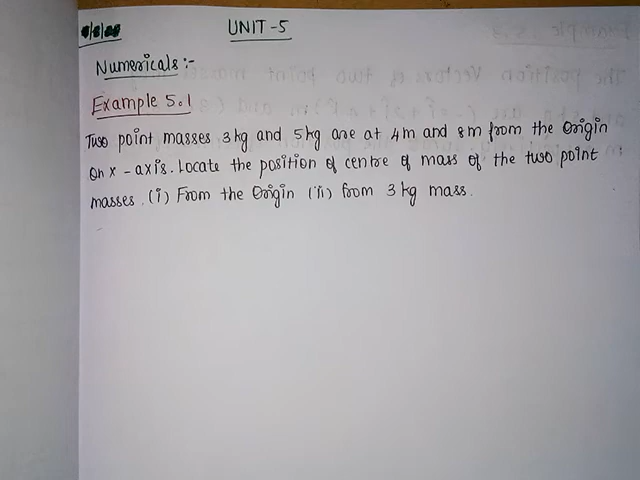 UNIT-5
Numericals:-
Example 5.1
Two point masses 3kg and 5kg are at 4m and 8m from the Origin
on x-axis. Locate the position of centre of mass of the two point
masses. (i) From the Origin (ii) from 3kg mass.